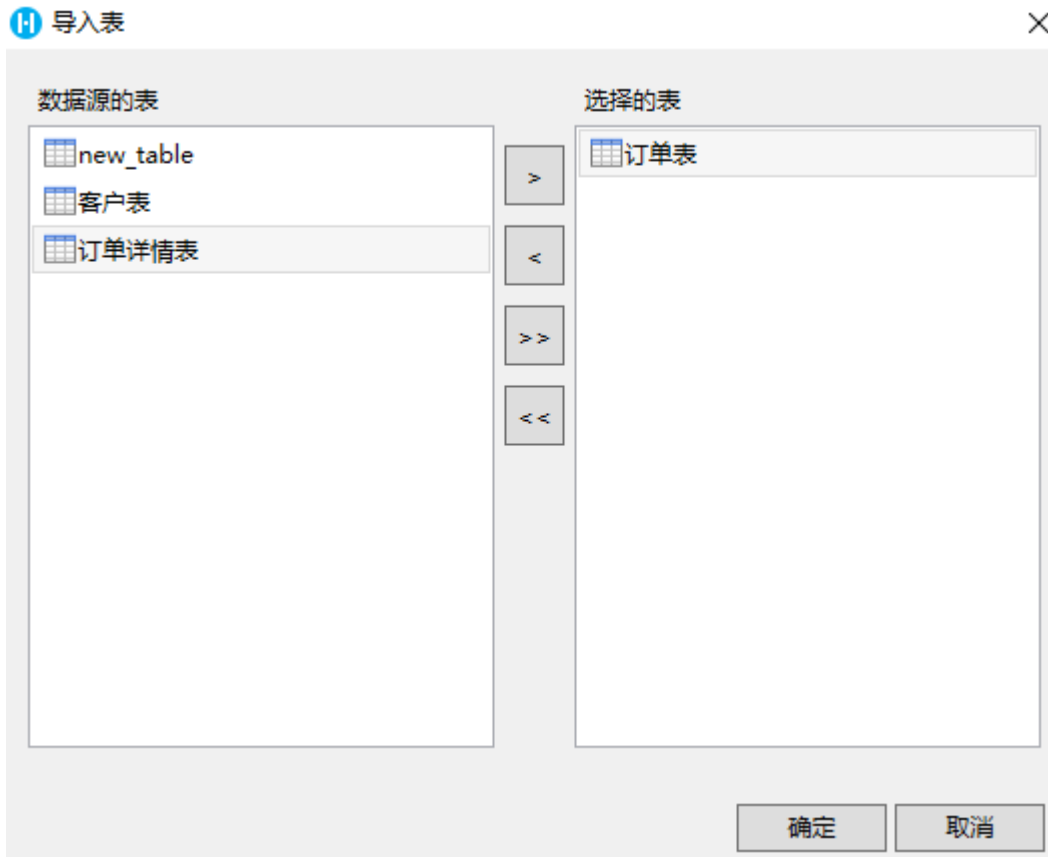 导入表
数据源的表
选择的表
new_table
客户表
订单详情表
订单表
>
<
>>
<<
确定
取消